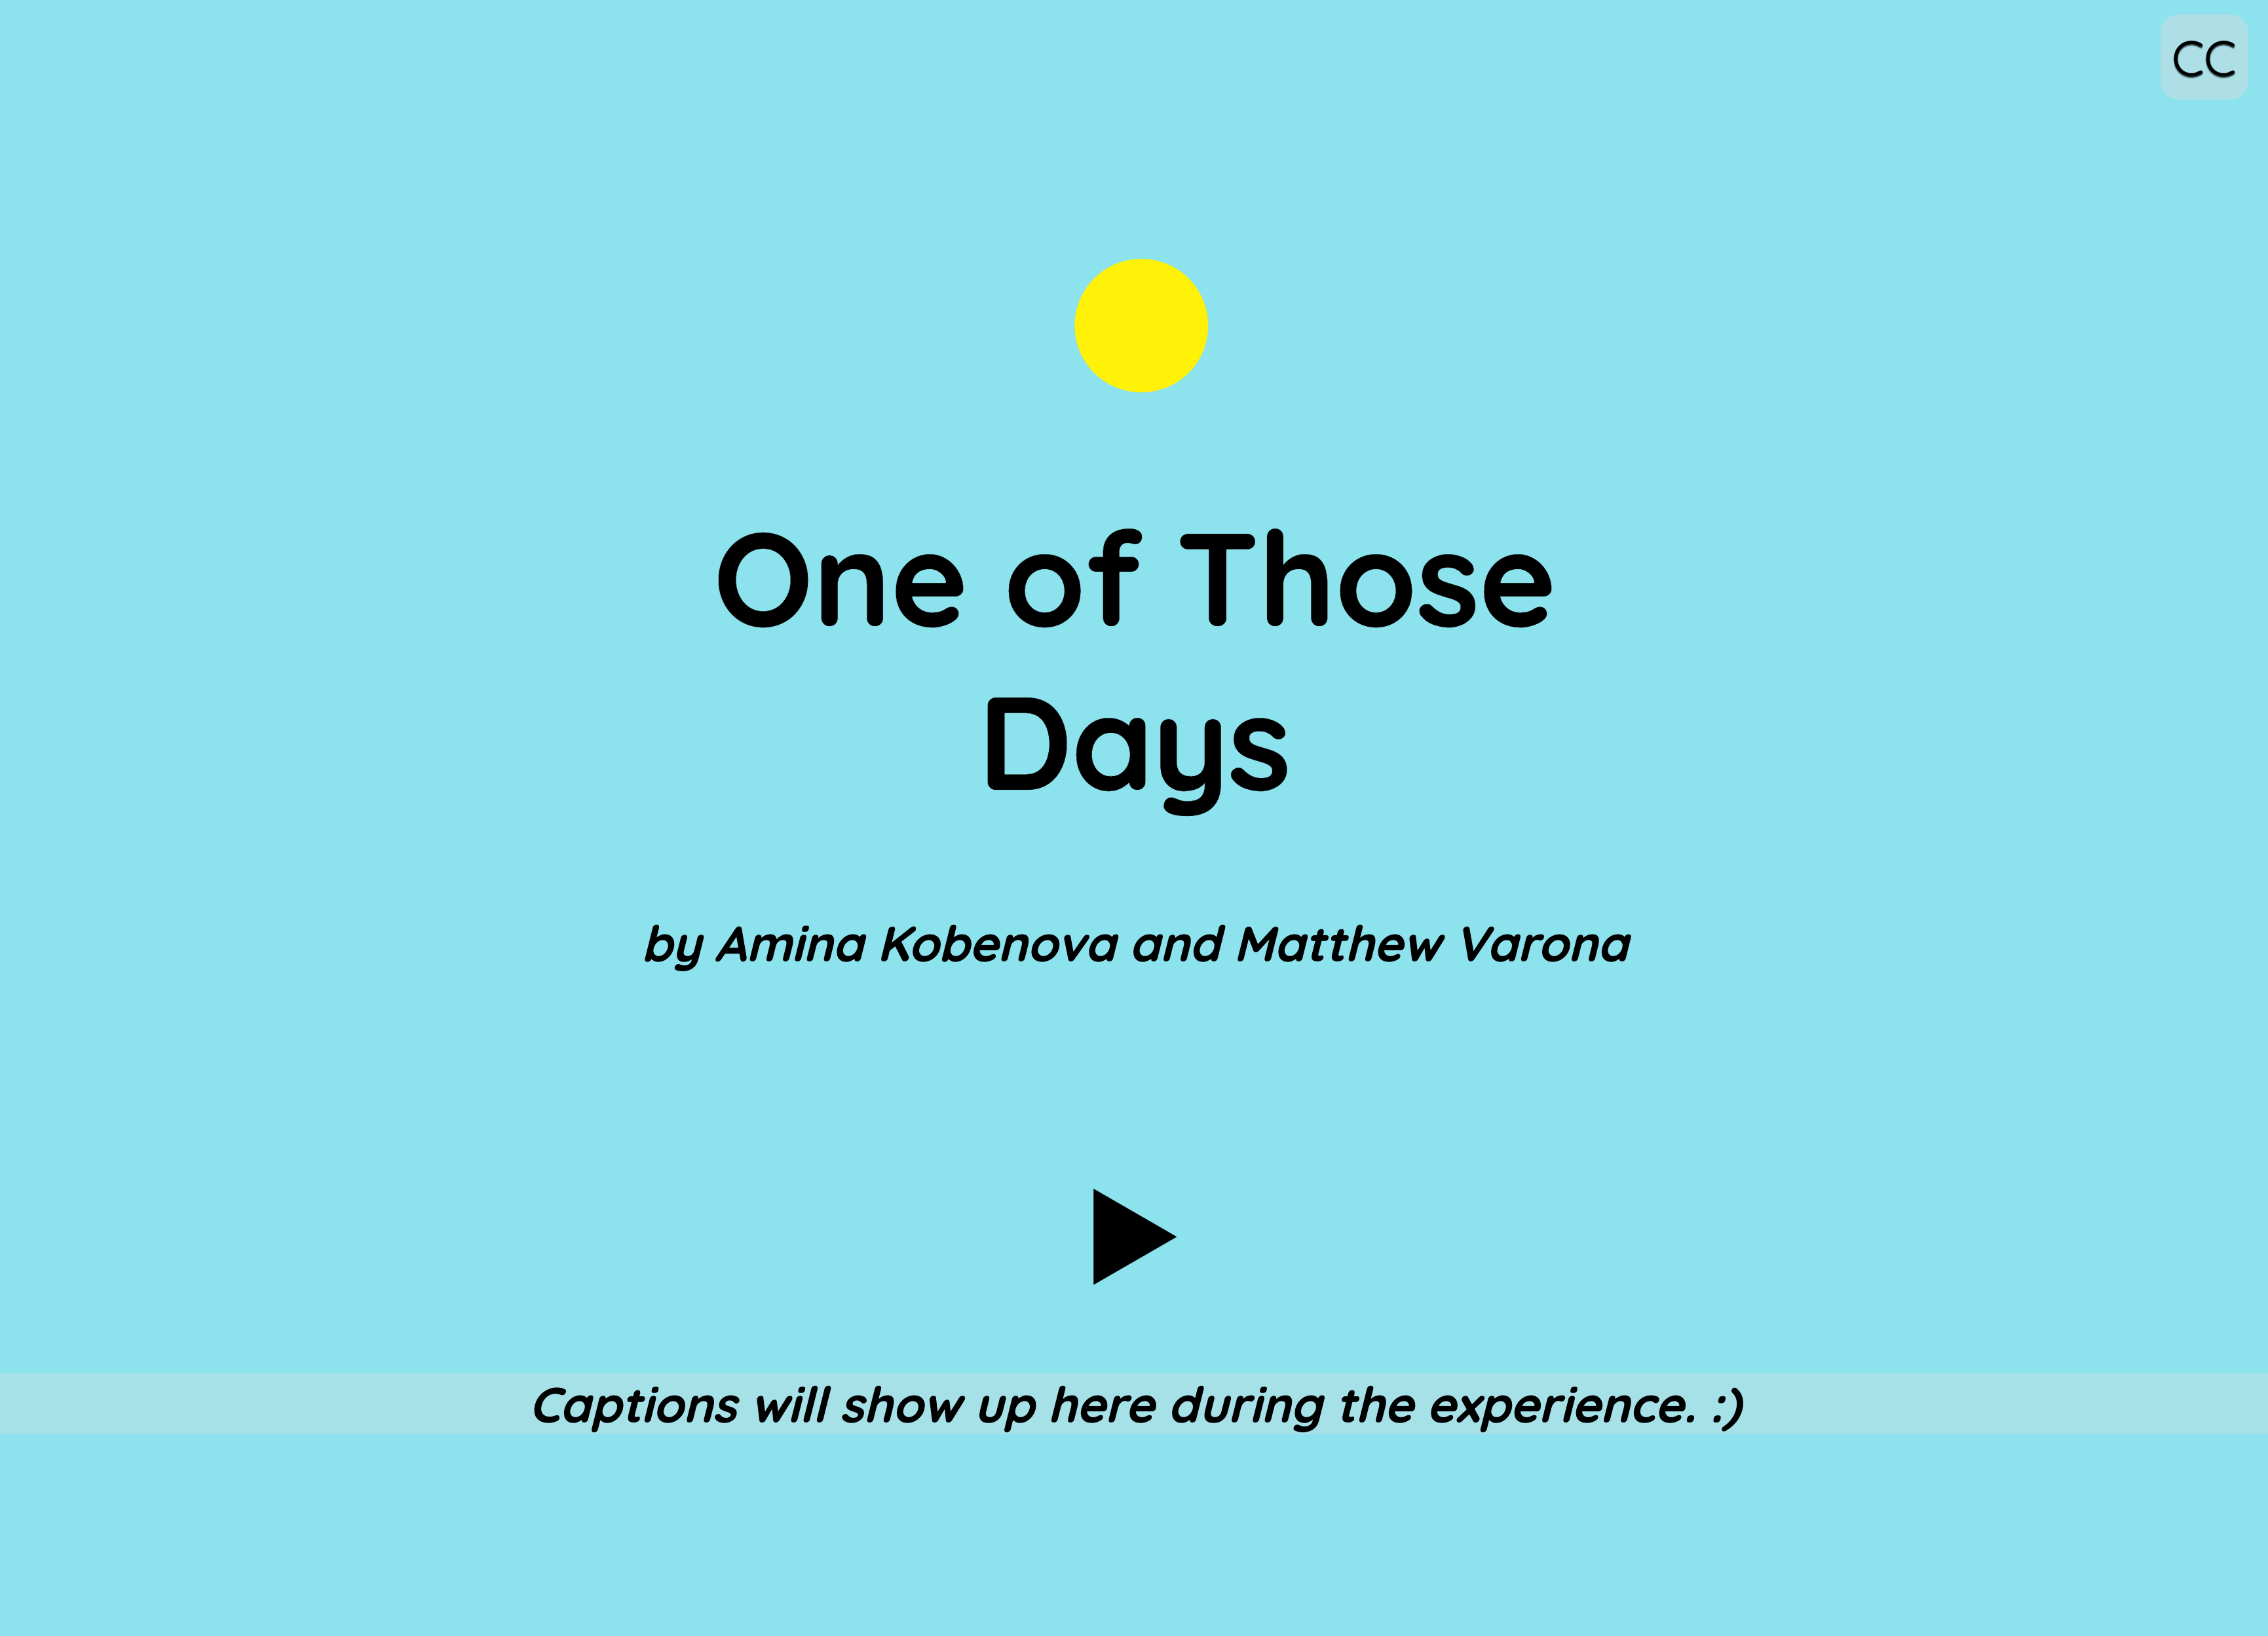 CC
One of Those
Days
by Amina Kobenova and Matthew Varona
Captions will show up here during the experience. :)